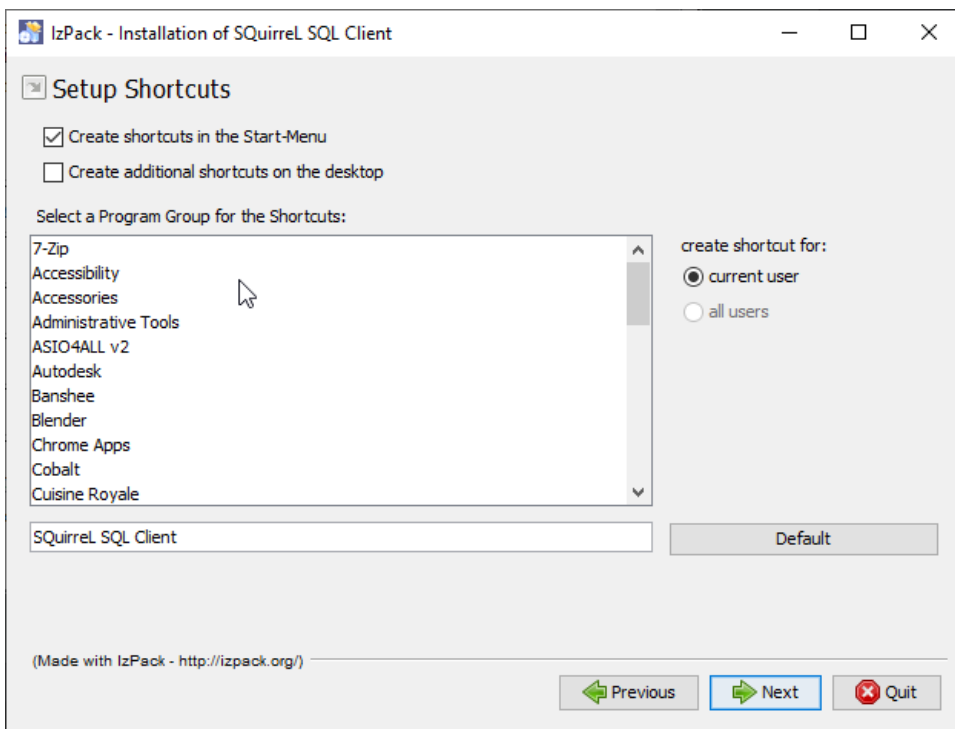 IzPack - Installation of SQuirreL SQL Client
Setup Shortcuts
Create shortcuts in the Start-Menu
Create additional shortcuts on the desktop
Select a Program Group for the Shortcuts:
7-Zip
Accessibility
Accessories
Administrative Tools
ASIO4ALL v2
Autodesk
Banshee
Blender
Chrome Apps
Cobalt
Cuisine Royale
create shortcut for:
current user
all users
SQuirreL SQL Client
Default
(Made with IzPack - http://izpack.org/)
Previous
Next
Quit